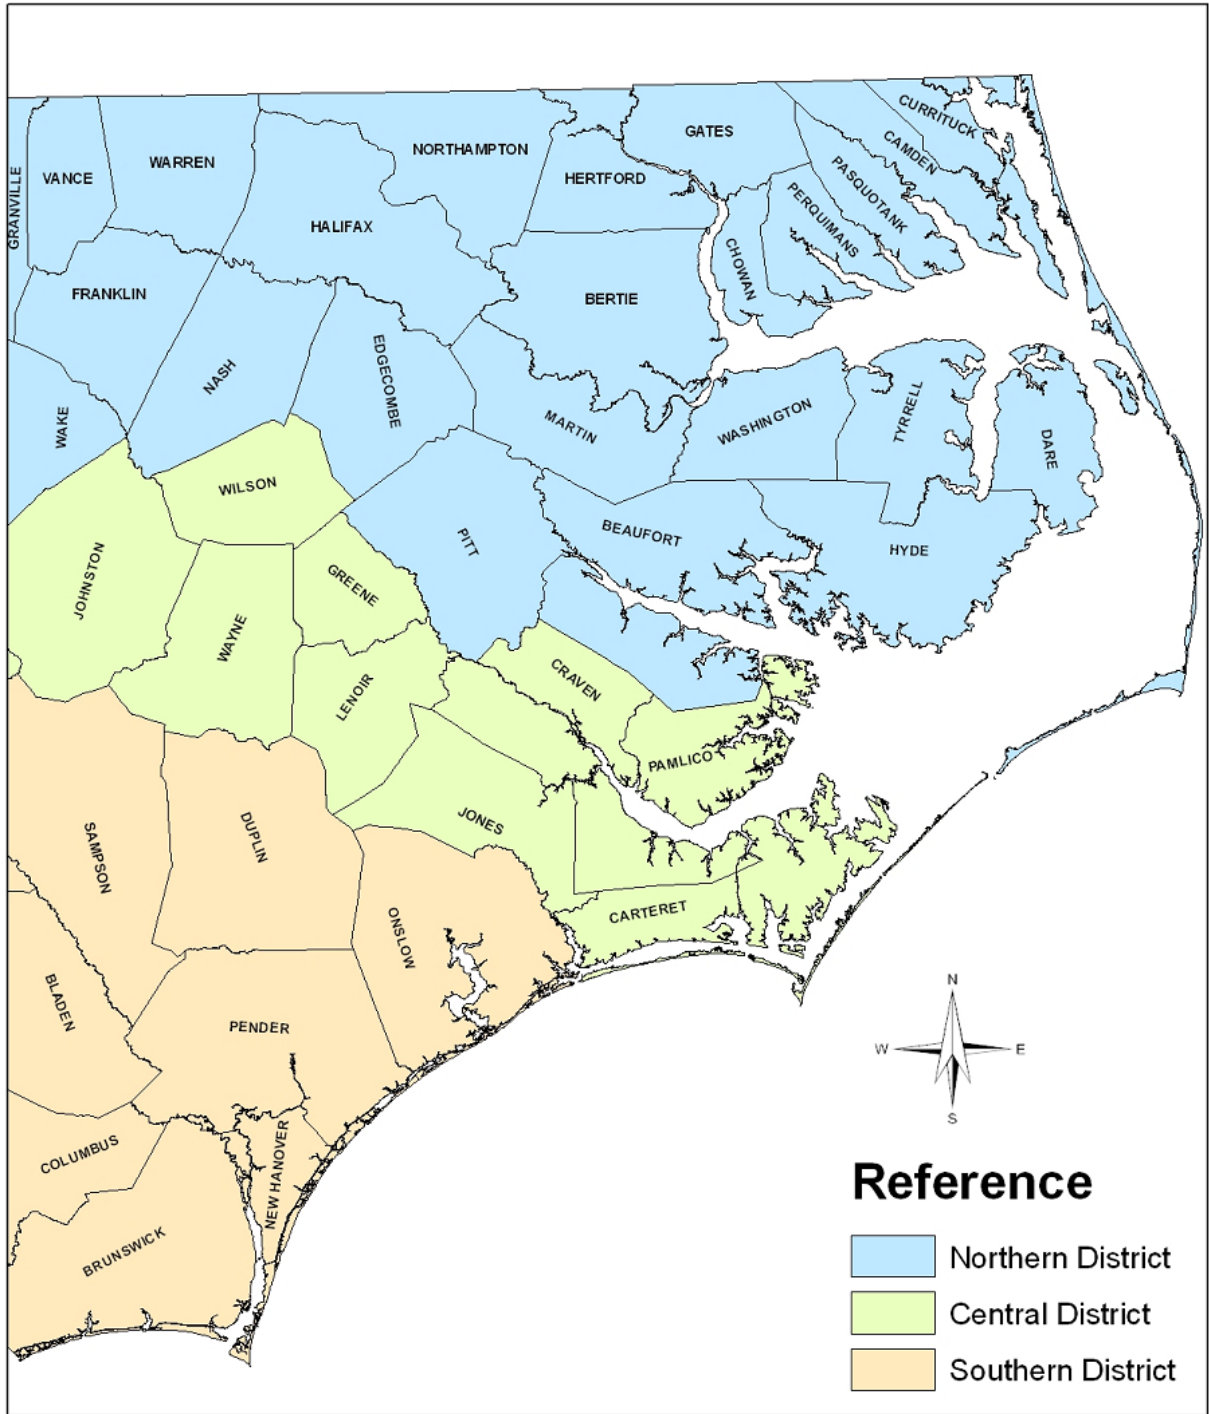 CURRITUCK
GATES
CAMDEN
NORTHAMPTON
WARREN
VANCE
HERTFORD
PASQUOTANK
GRANVILLE
PERQUIMANS
HALIFAX
CHOWAN
FRANKLIN
BERTIE
NASH
EDGECOMBE
WAKE
MARTIN
WASHINGTON
TYRRELL
DARE
WILSON
BEAUFORT
PITT
HYDE
JOHNSTON
GREENE
WAYNE
CRAVEN
LENOIR
PAMLICO
JONES
DUPLIN
SAMPSON
CARTERET
ONSLOW
BLADEN
PENDER
N
W
E
S
COLUMBUS
NEW HANOVER
BRUNSWICK
Reference
Northern District
Central District
Southern District